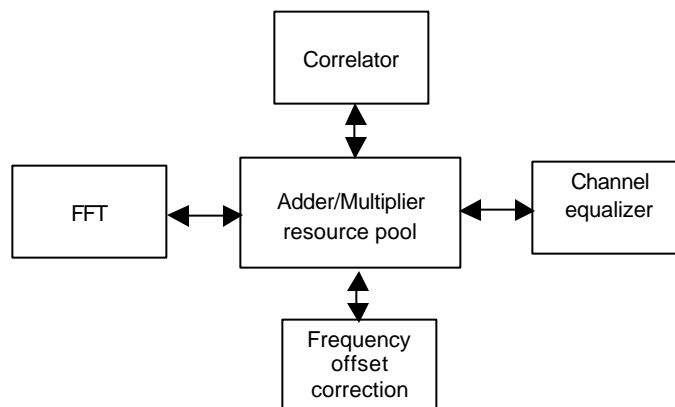 Correlator
FFT
Adder/Multiplier
resource pool
Channel
equalizer
Frequency
offset
correction